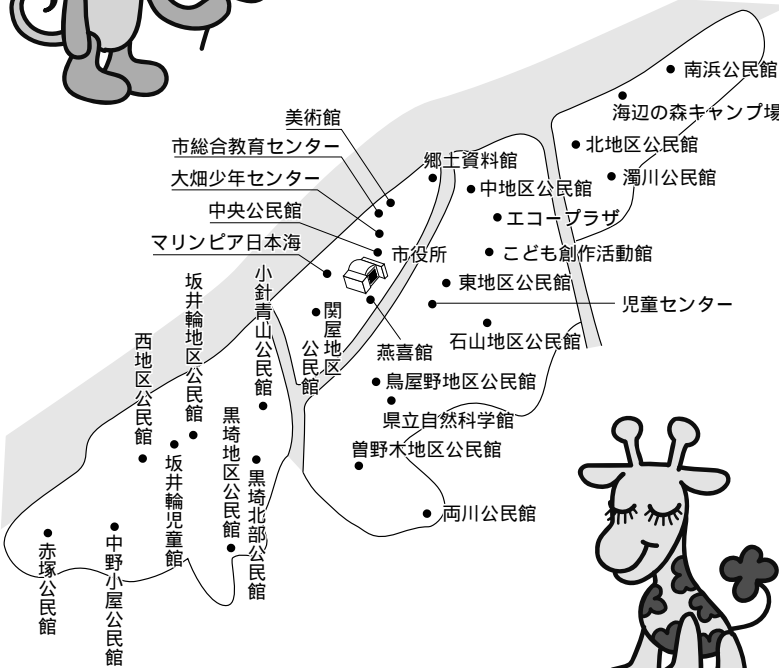 南浜公民館
海辺の森キャンプ場
北地区公民館
濁川公民館
美術館
市総合教育センター
大畑少年センター
中央公民館
マリンピア日本海
郷土資料館
中地区公民館
エコープラザ
市役所
こども創作活動館
東地区公民館
児童センター
石山地区公民館
燕喜館
関屋地区
公民館
小針青山公民館
坂井輪地区公民館
西地区公民館
鳥屋野地区公民館
県立自然科学館
曽野木地区公民館
両川公民館
黒埼地区公民館
黒埼北部公民館
坂井輪児童館
中野小屋公民館
赤塚公民館